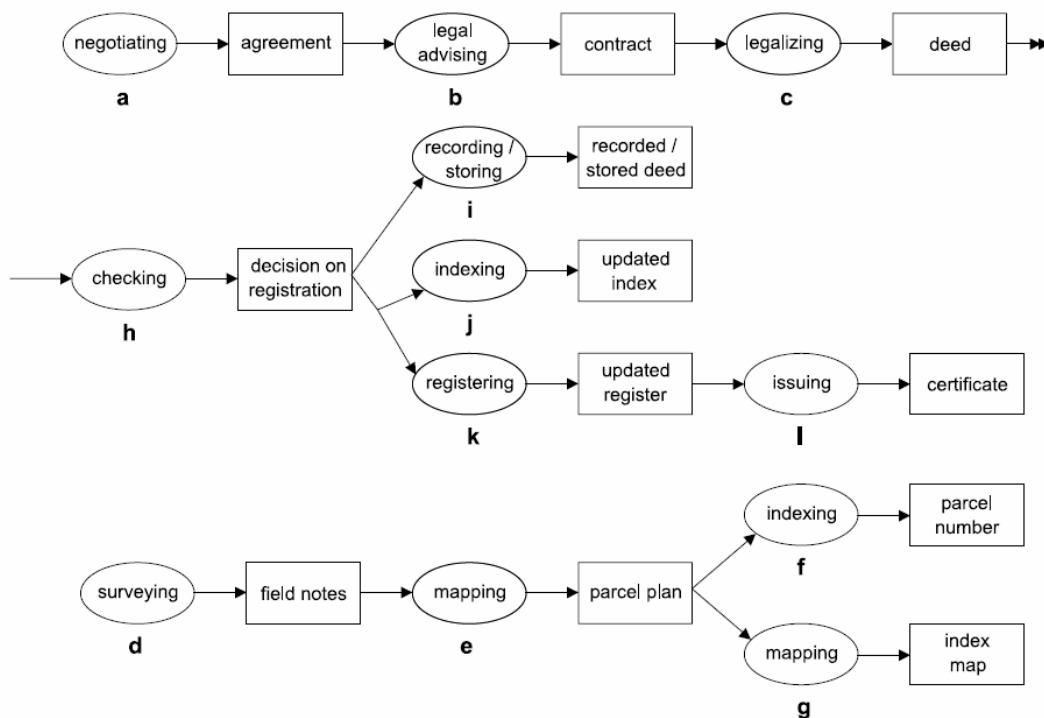 negotiating
agreement
legal
advising
contract
legalizing
deed
a
b
c
recording /
storing
recorded /
stored deed
i
checking
decision on
registration
indexing
updated
index
h
j
registering
updated
register
issuing
certificate
k
l
indexing
parcel
number
f
surveying
field notes
mapping
parcel plan
d
e
mapping
index
map
g